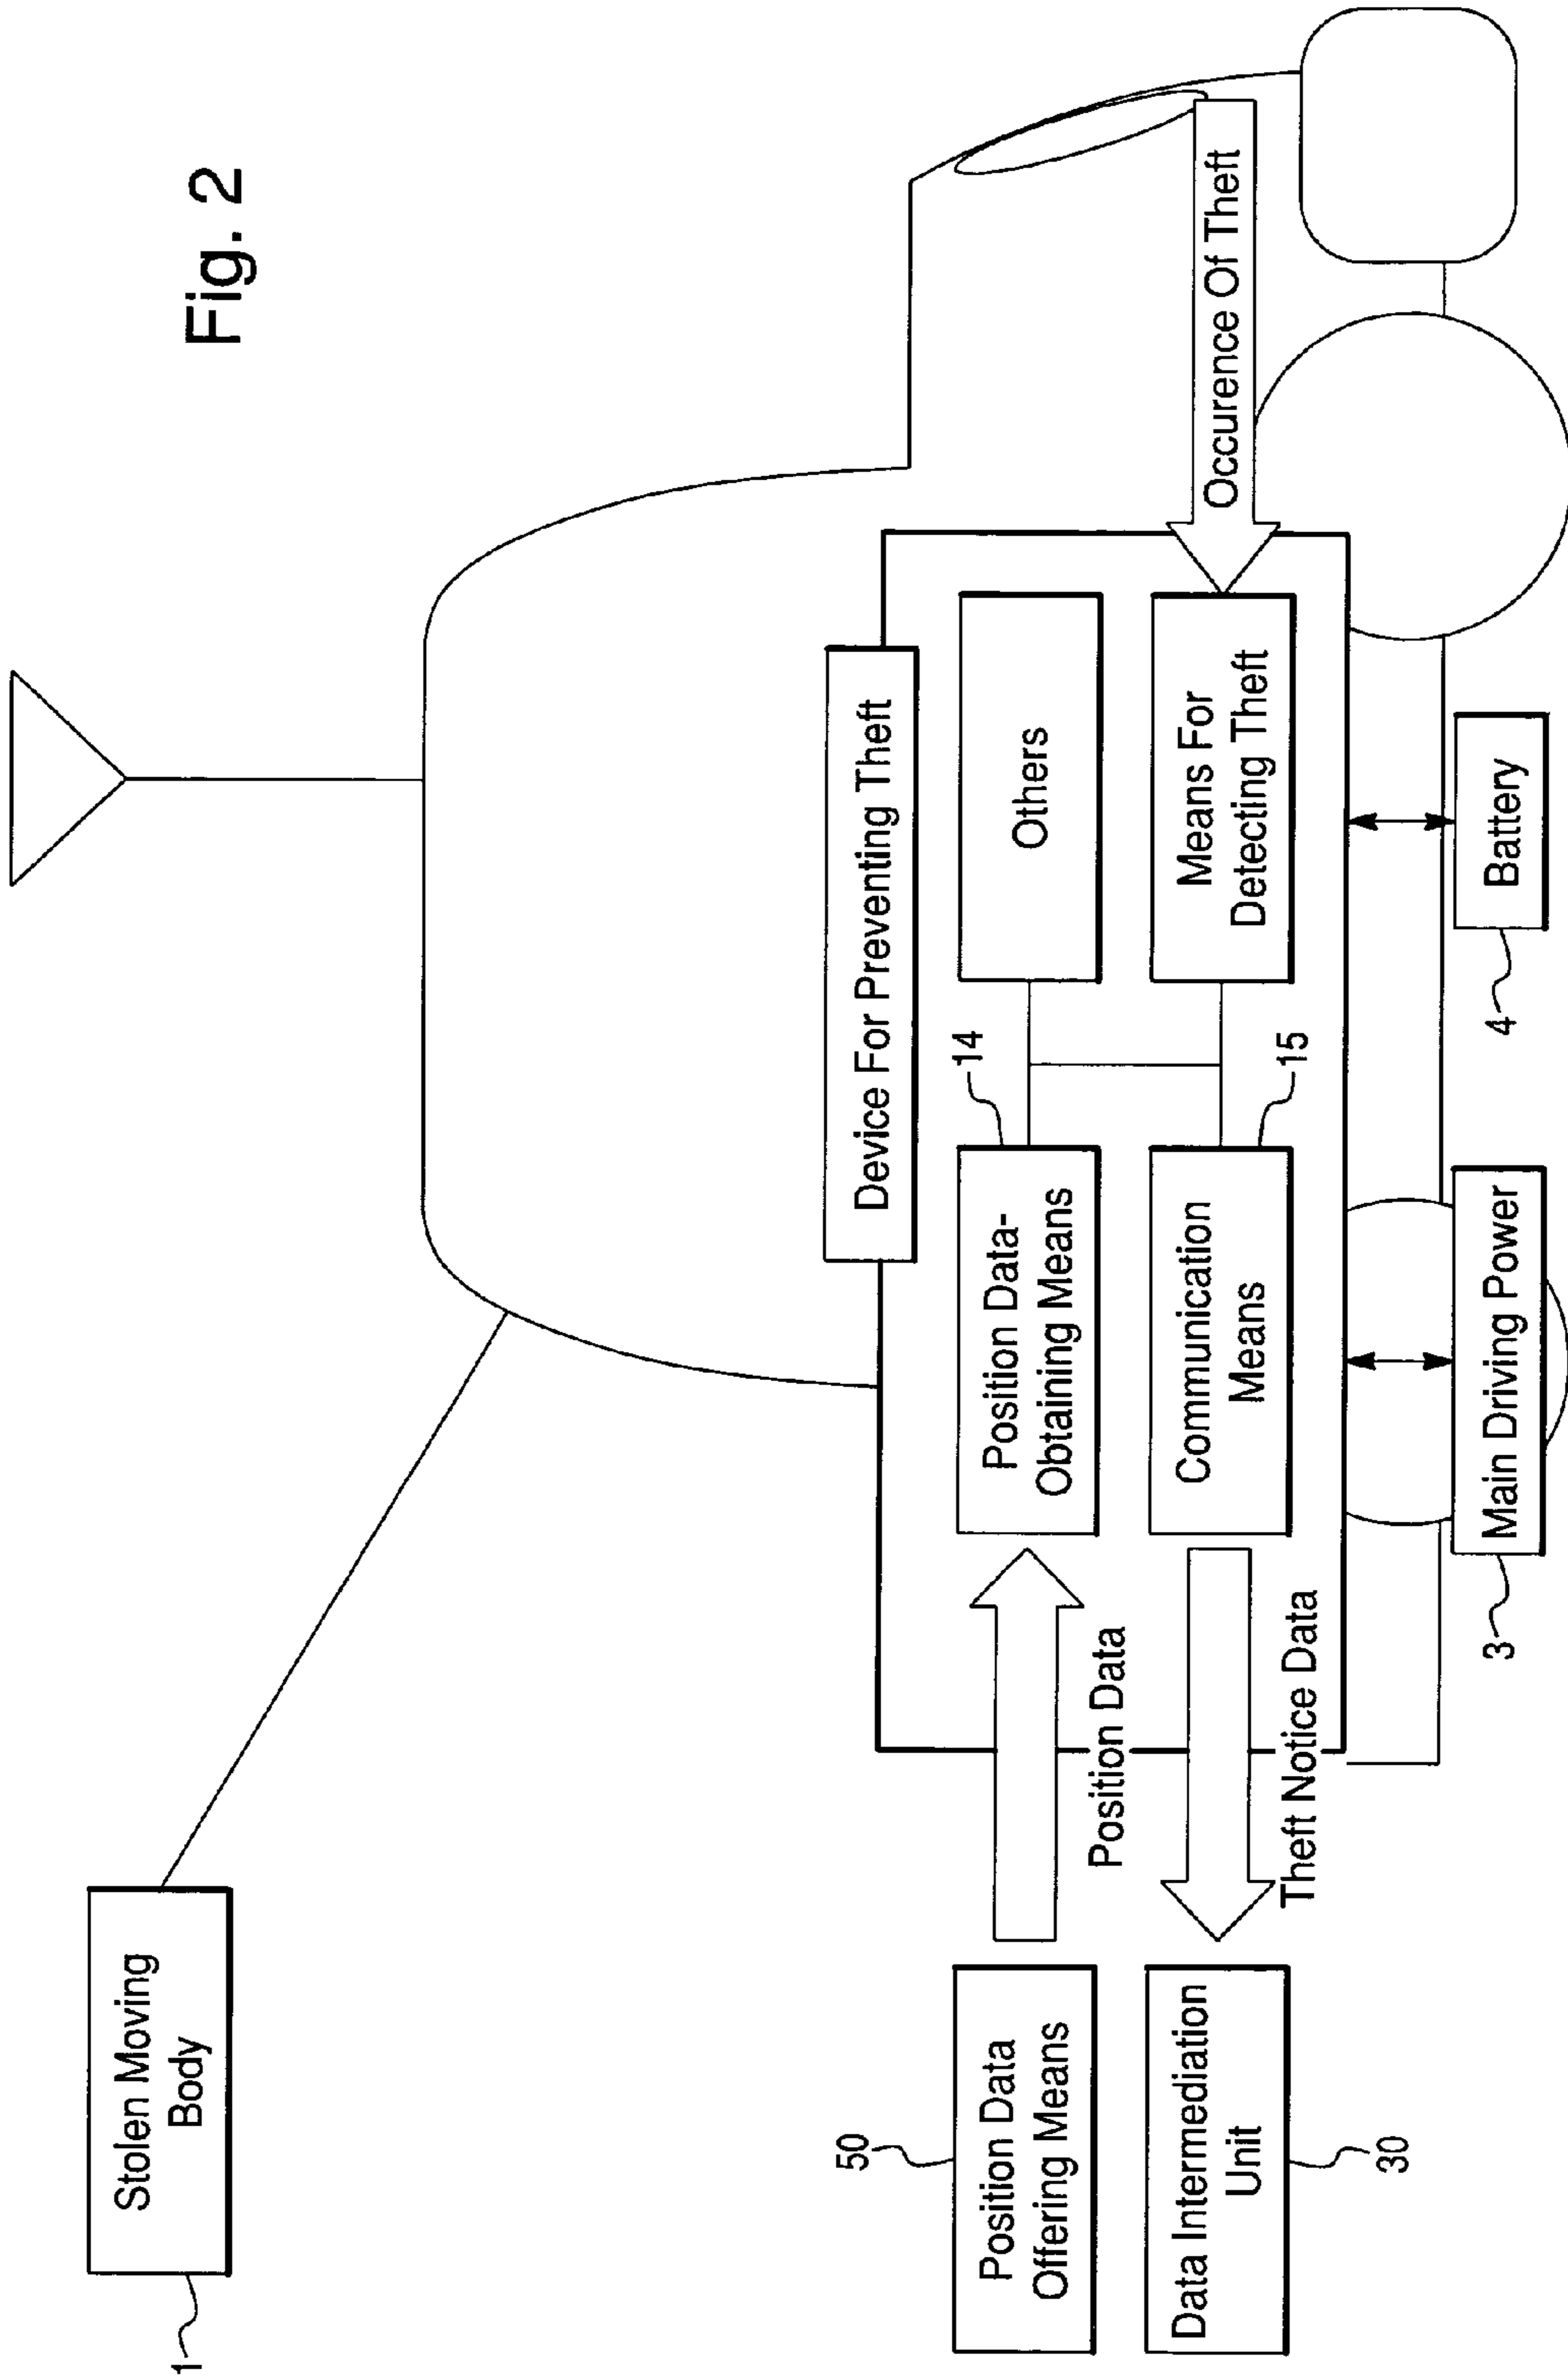 Fig. 2
Stolen Moving
Body
1
Device For Preventing Theft
14
Position Data-
Obtaining Means
Others
50
Position Data
Offering Means
Position Data
Communication
Means
15
Means For
Detecting Theft
Occurence Of Theft
Data Intermediation
Unit
30
Theft Notice Data
3
Main Driving Power
4
Battery